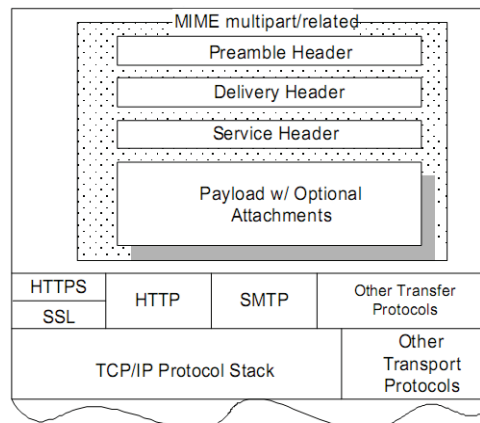 MIME multipart/related
Preamble Header
Delivery Header
Service Header
Payload w/ Optional
Attachments
HTTPS
SSL
HTTP
SMTP
Other Transfer
Protocols
TCP/IP Protocol Stack
Other
Transport
Protocols